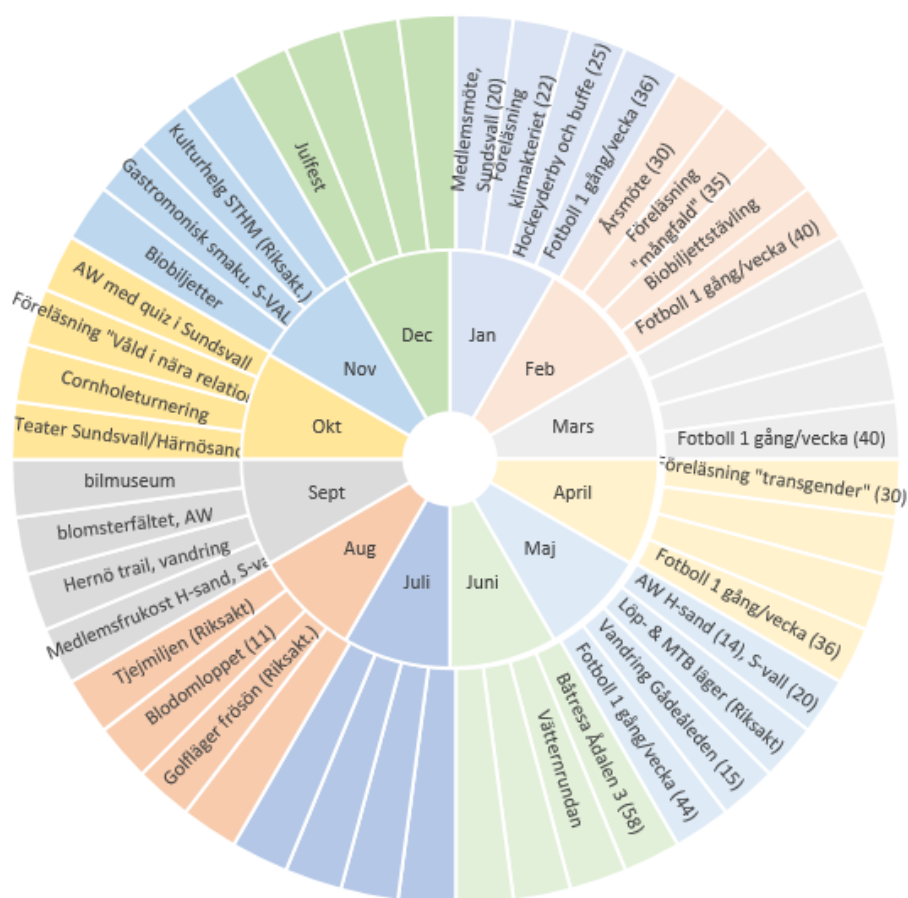 Jan
Medlemsmöte,
Sundsvall (20)
Föreläsning
klimakteriet (22)
Hockeyderby och buffe (25)
Fotboll 1 gång/vecka (36)
Feb
Årsmöte (30)
Föreläsning
"mångfald" (35)
Biobiljettstävling
Fotboll 1 gång/vecka (40)
Mars
Fotboll 1 gång/vecka (40)
April
Föreläsning "transgender" (30)
Fotboll 1 gång/vecka (36)
Maj
AW H-sand (14), S-vall (20)
Löp- & MTB läger (Riksakt)
Vandring Gådeåleden (15)
Fotboll 1 gång/vecka (44)
Juni
Båtresa Ådalen 3 (58)
Vätternrundan
Juli
Aug
Golfläger frösön (Riksakt.)
Blodomloppet (11)
Tjejmiljen (Riksakt)
Sept
Medlemsfrukost H-sand, S-va
Hernö trail, vandring
blomsterfältet, AW
bilmuseum
Okt
Teater Sundsvall/Härnösand
Cornholeturnering
Föreläsning "Våld i nära relatio
AW med quiz i Sundsvall
Nov
Biobiljetter
Gastromonisk smaku. S-VAL
Kulturhelg STHM (Riksakt.)
Dec
Julfest